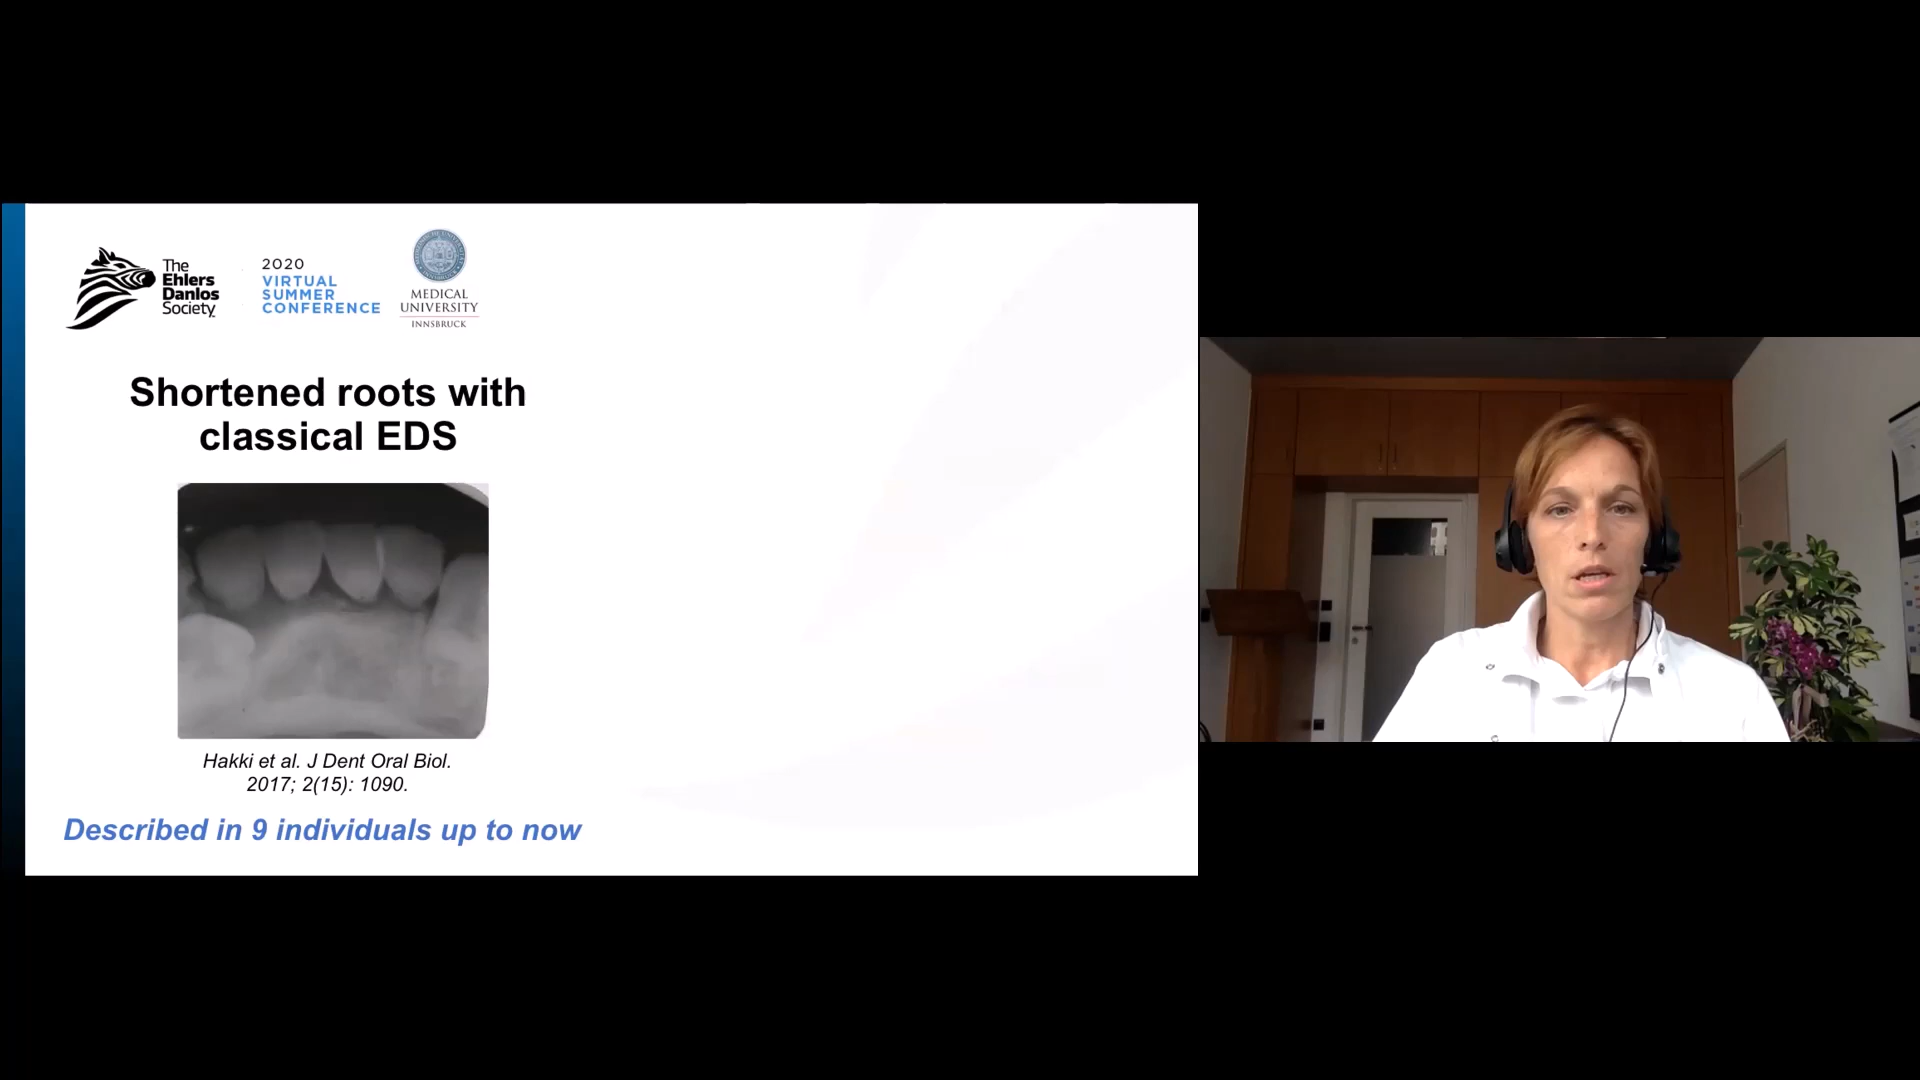 The
Ehlers
Danlos
Society
2020
VIRTUAL
SUMMER
CONFERENCE
MEDICAL
UNIVERSITY
INNSBRUCK
Shortened roots with
classical EDS
Hakki et al. J Dent Oral Biol.
2017; 2(15): 1090.
Described in 9 individuals up to now